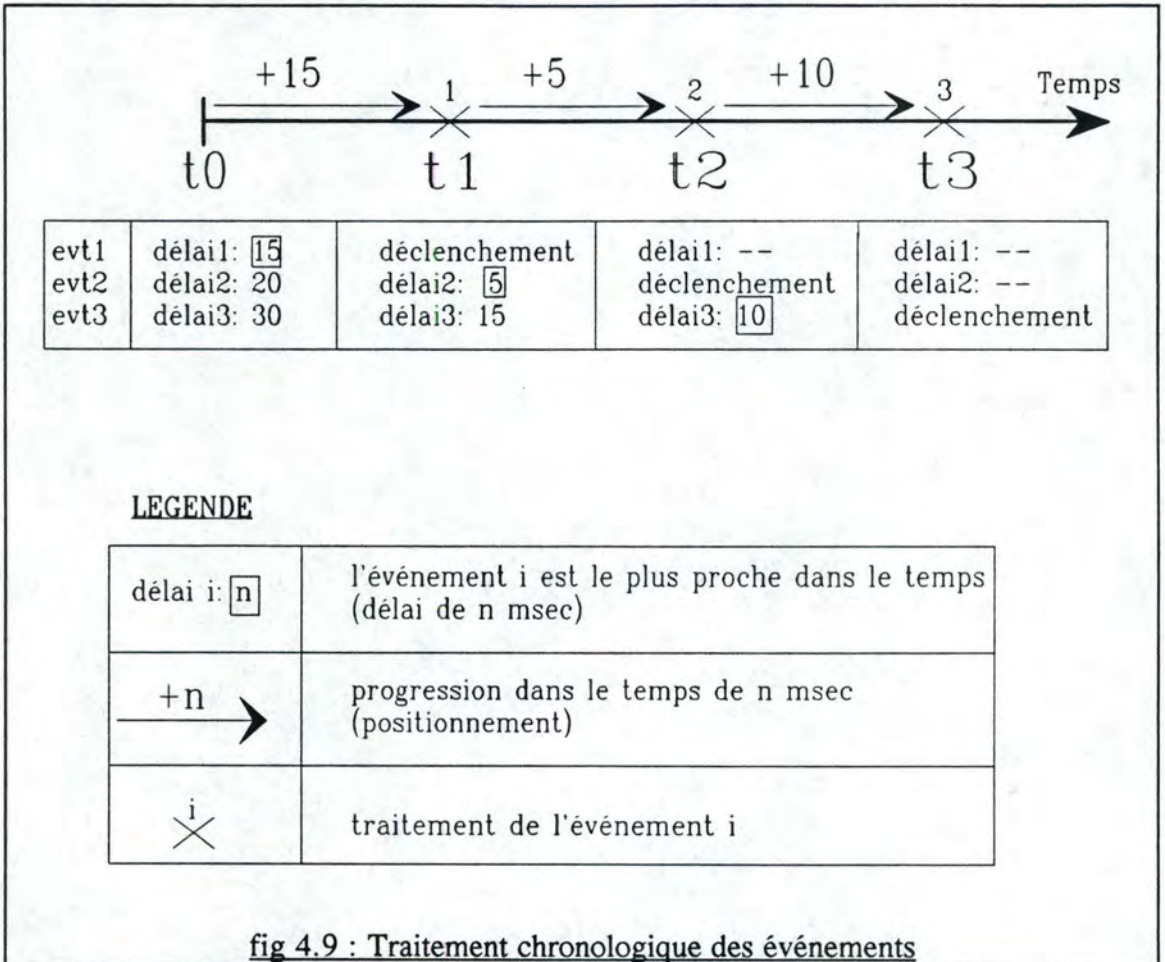 +15 +5 +10 Temps
1 2 3
t0 t1 t2 t3
evt1 délai1: 15 déclenchement délai1: -- délai1: --
evt2 délai2: 20 délai2: 5 déclenchement délai2: --
evt3 délai3: 30 délai3: 15 délai3: 10 déclenchement
LEGENDE
délai i: n l'événement i est le plus proche dans le temps
(délai de n msec)
+n progression dans le temps de n msec
(positionnement)
i
traitement de l'événement i
fig 4.9 : Traitement chronologique des événements